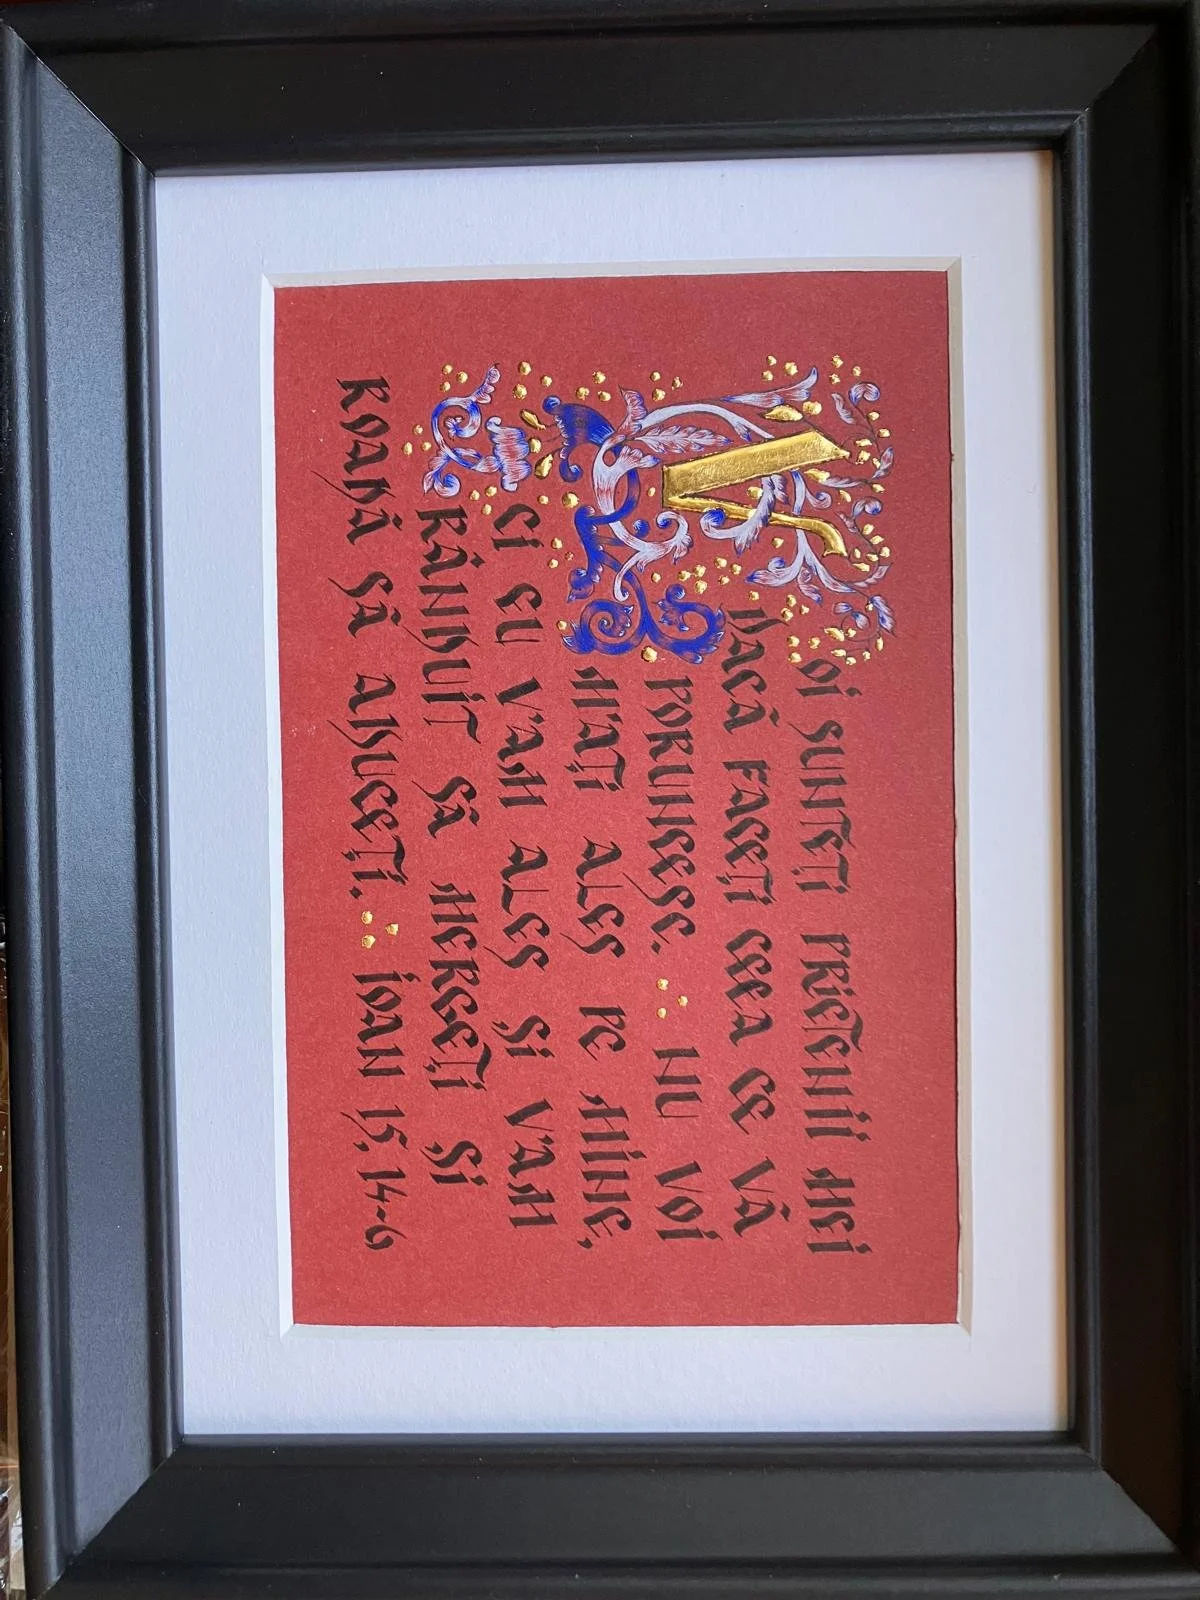 VOI SUNTEȚI PRIETENII MEI
DACĂ FACEȚI CEEA CE VĂ
PORUNCESC. NU VOI
M'AȚI ALES PE MINE,
CI EU V'AM ALES ȘI V'AM
RÂNDUIT SĂ MERGEȚI ȘI
ROADĂ SĂ ADUCEȚI. IOAN 15, 14-6